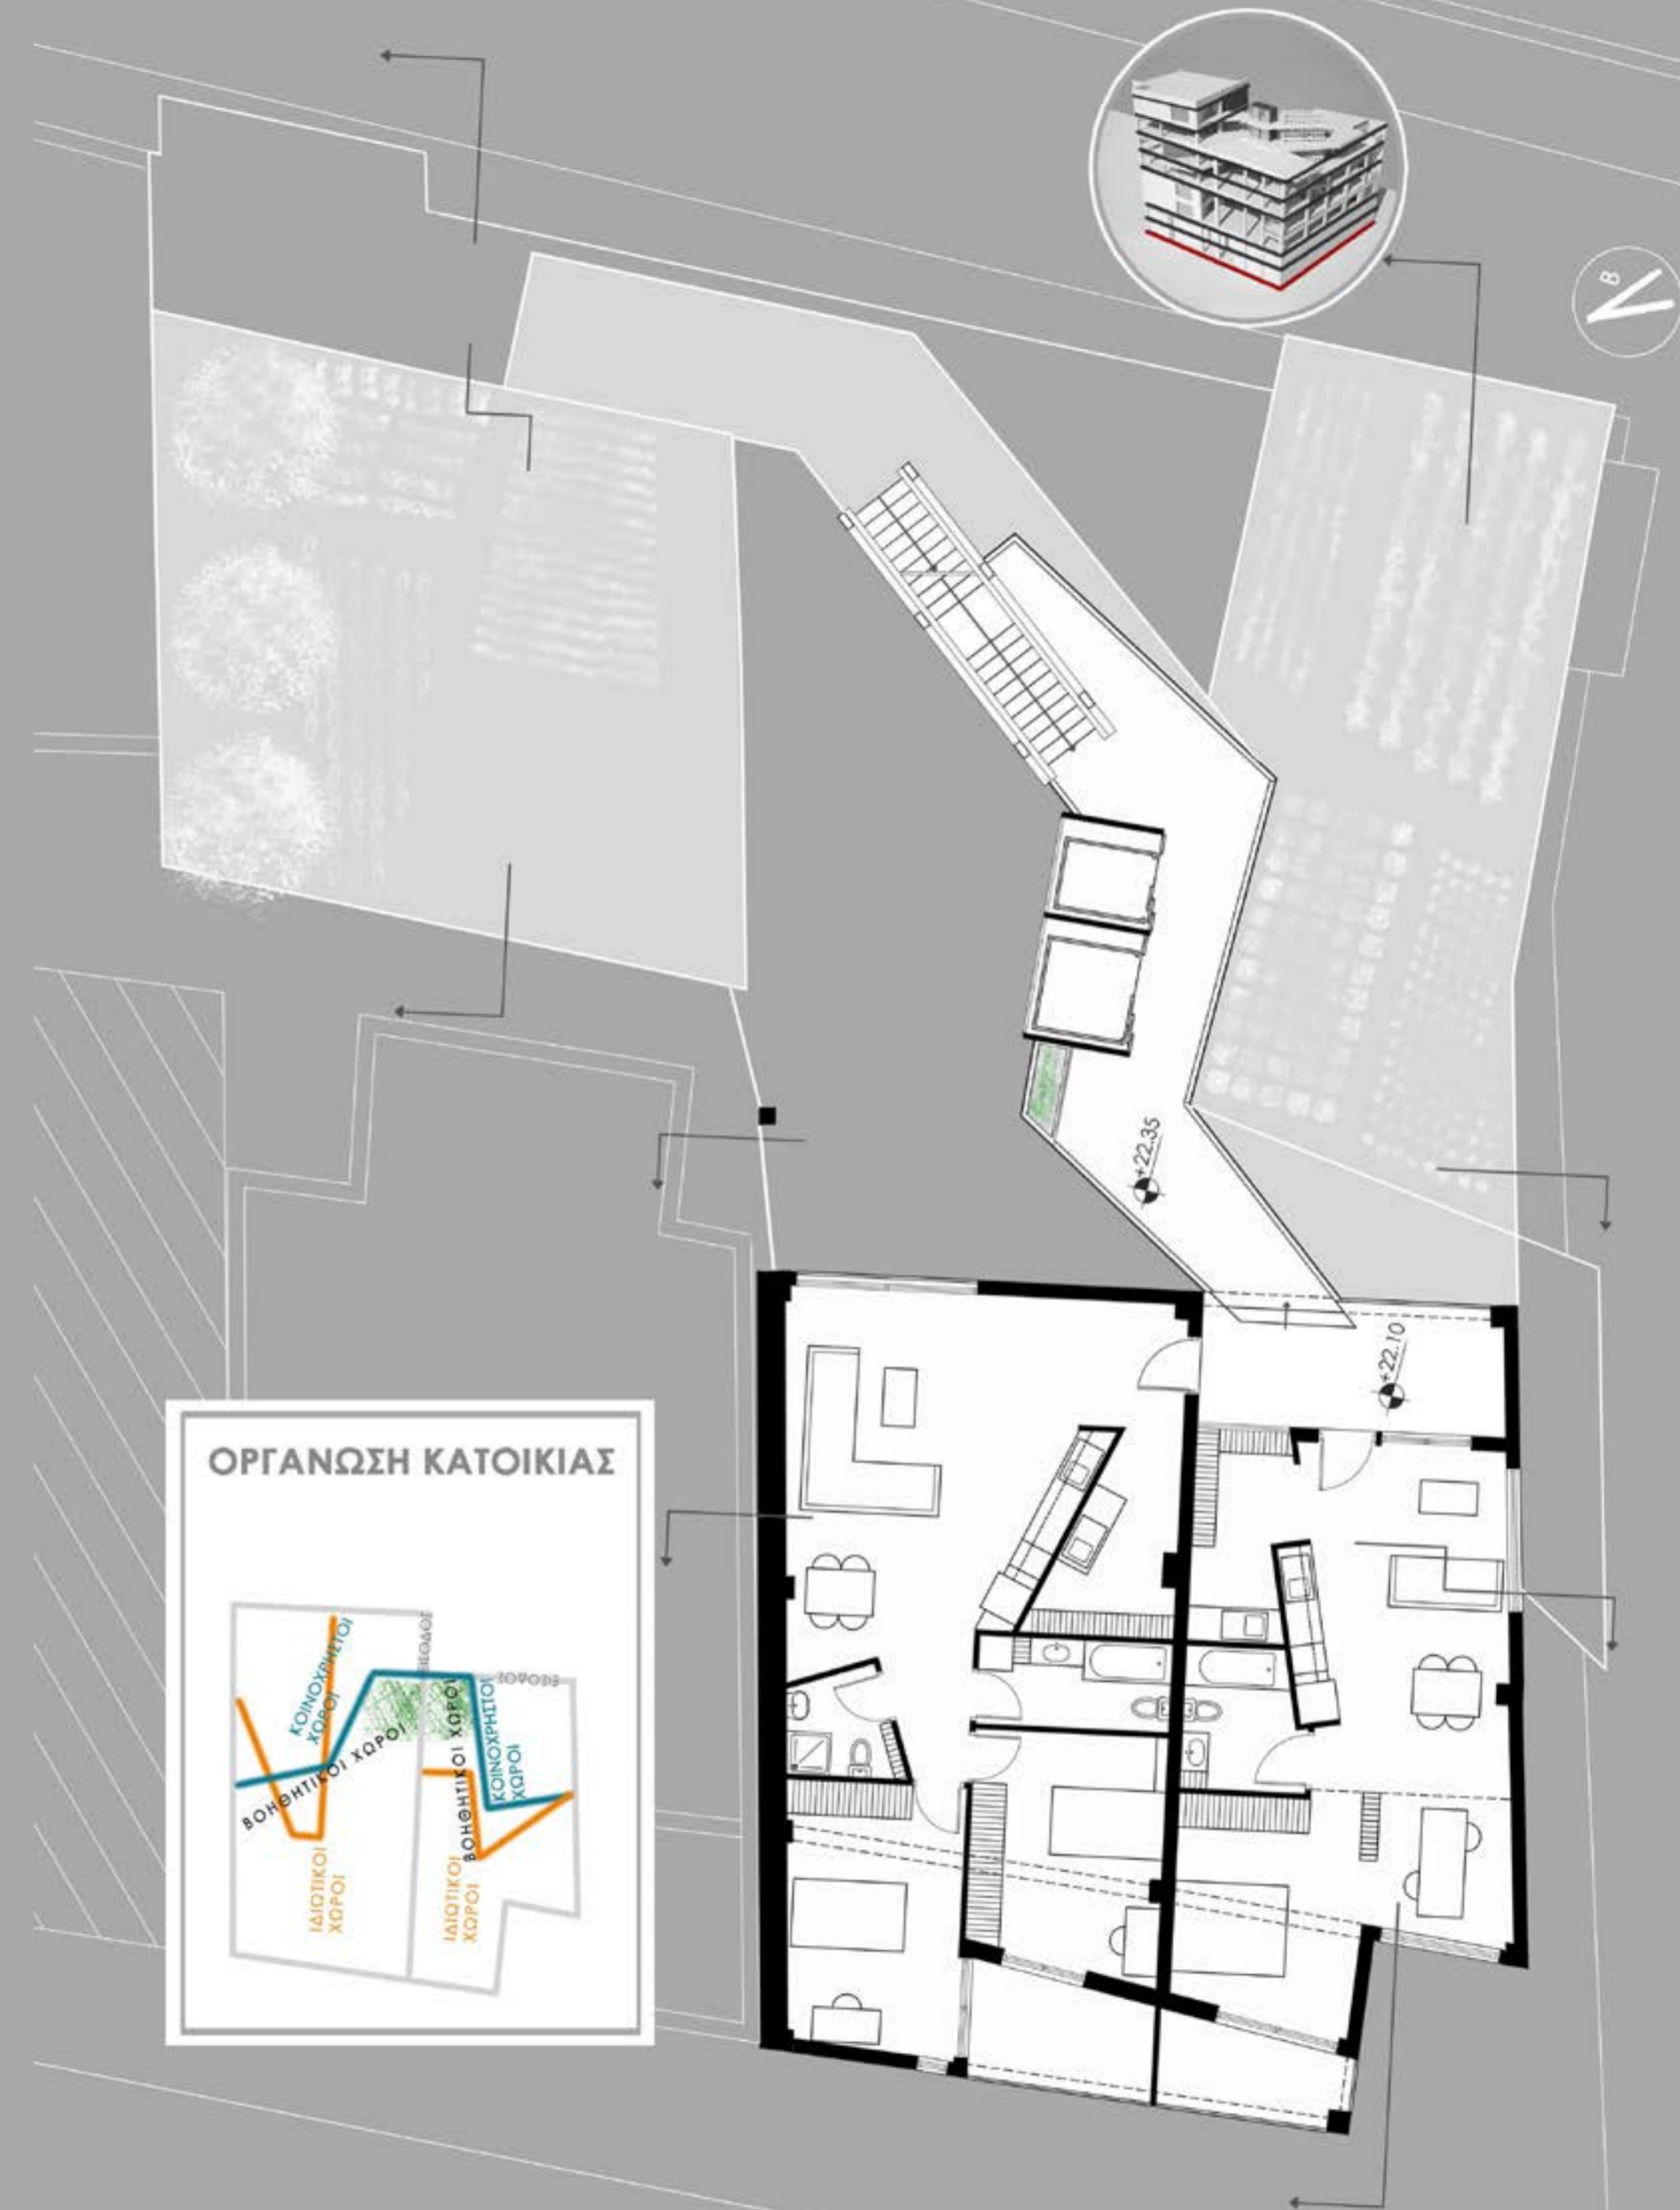 B
+22.35
+22.10
ΟΡΓΑΝΩΣΗ ΚΑΤΟΙΚΙΑΣ
ΕΙΣΟΔΟΣ
ΕΙΣΟΔΟΣ
ΚΟΙΝΟΧΡΗΣΤΟΙ
ΧΩΡΟΙ
ΒΟΗΘΗΤΙΚΟΙ ΧΩΡΟΙ
ΒΟΗΘΗΤΙΚΟΙ ΧΩΡΟΙ
ΚΟΙΝΟΧΡΗΣΤΟΙ
ΧΩΡΟΙ
ΙΔΙΩΤΙΚΟΙ
ΧΩΡΟΙ
ΙΔΙΩΤΙΚΟΙ
ΧΩΡΟΙ